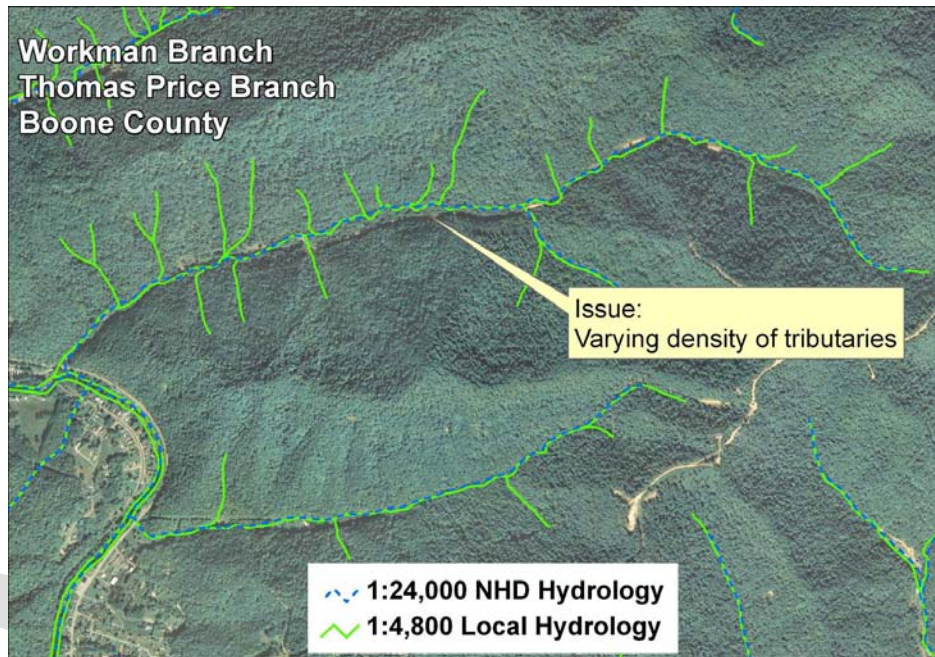 Workman Branch
Thomas Price Branch
Boone County
Issue:
Varying density of tributaries
1:24,000 NHD Hydrology
1:4,800 Local Hydrology